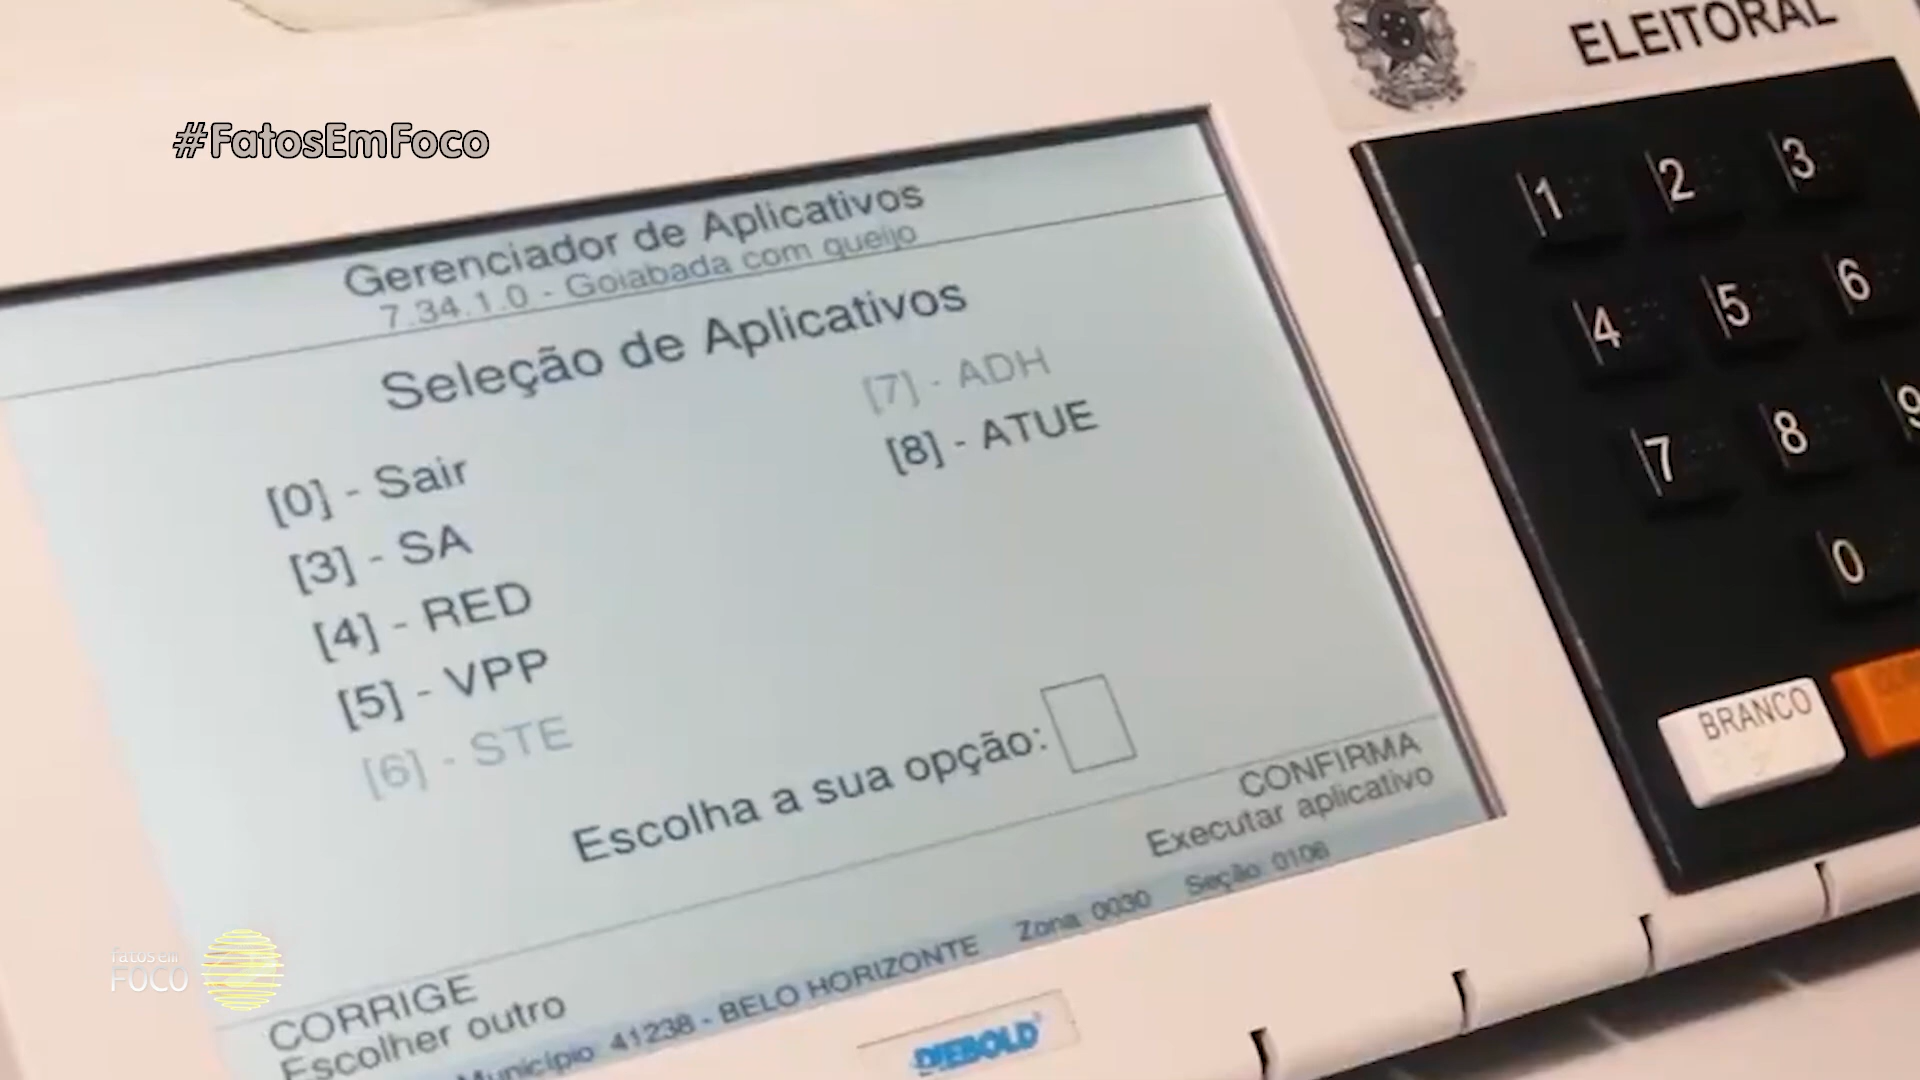 ELEITORAL
#FatosEmFoco
Gerenciador de Aplicativos
7.34.1.0 - Goiabada com queijo
Seleção de Aplicativos
[0] - Sair
[3] - SA
[4] - RED
[5] - VPP
[6] - STE
[7] - ADH
[8] - ATUE
Escolha a sua opção:
CONFIRMA
Executar aplicativo
CORRIGE
Escolher outro
Município 41238 - BELO HORIZONTE Zona 0030 Seção 0106
DIEBOLD
1 2 3
4 5 6
7 8 9
0
BRANCO
Fatos em
FOCO